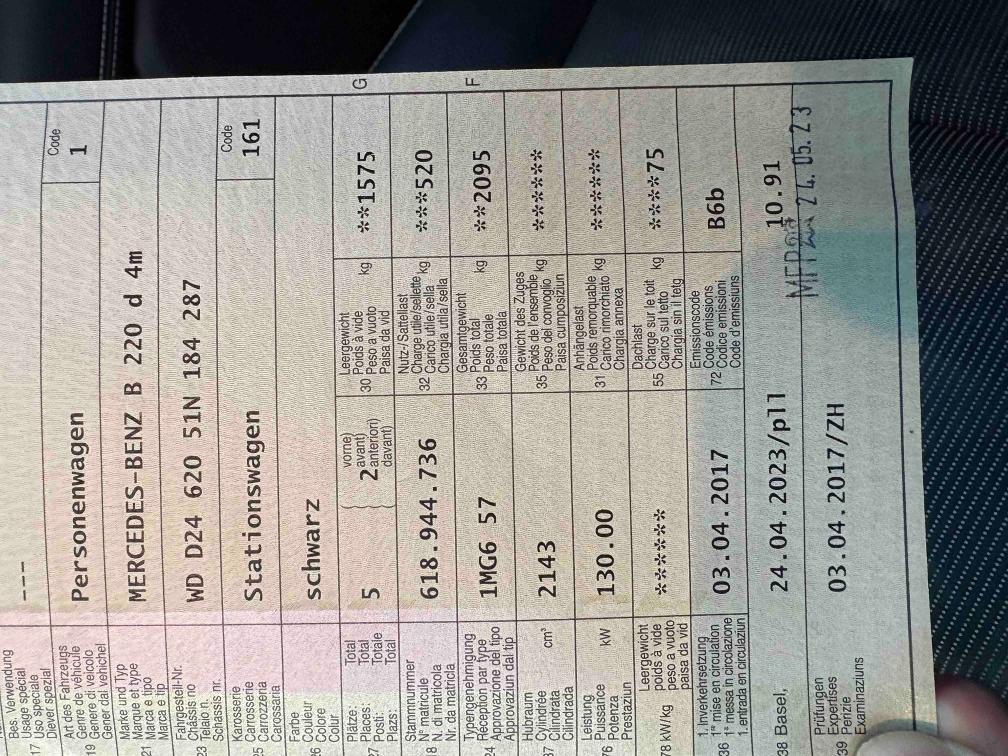 Bes. Verwendung
Usage spécial
17 Uso speciale
Diever spezial
---
Art des Fahrzeugs
Genre de véhicule
19 Genere di veicolo
Gener dal vehichel
Personenwagen
Code
1
Marke und Typ
Marque et type
21 Marca e tipo
Marca e tip
MERCEDES-BENZ B 220 d 4m
Fahrgestell-Nr.
Châssis no
23 Telaio n.
Schassis nr.
WD D24 620 51N 184 287
Karosserie
Carrosserie
25 Carrozzeria
Carossaria
Stationswagen
Code
161
Farbe
Couleur
26 Colore
Colur
schwarz
Plätze: Total
Places: Total
27 Posti: Totale
Plazs: Total
5
2
vorne)
avant)
anteriori)
davant)
Leergewicht
Poids à vide
30 Peso a vuoto
Paisa da vid
kg
**1575
G
Stammnummer
N° matricule
18 N. di matricola
Nr. da matricla
618.944.736
Nutz-/Sattellast
Charge utile/sellette
32 Carico utile/sella
Chargia utila/sella
kg
***520
Typengenehmigung
Réception par type
24 Approvazione del tipo
Approvaziun dal tip
1MG6 57
Gesamtgewicht
Poids total
33 Peso totale
Paisa totala
kg
**2095
F
Hubraum
Cylindrée
37 Cilindrata
Cilindrada
cm³
2143
Gewicht des Zuges
Poids de l'ensemble
35 Peso del convoglio
Paisa cumposiziun
kg
******
Leistung
Puissance
76 Potenza
Prestaziun
kW
130.00
Anhängelast
Poids remorquable
31 Carico rimorchiato
Chargia annexa
kg
******
Leergewicht
poids à vide
78 kW/kg peso a vuoto
paisa da vid
*****
Dachlast
55 Charge sur le toit
Carico sul tetto
Chargia sin il tetg
kg
****75
1. Inverkehrsetzung
1re mise en circulation
36 1a messa in circolazione
1. entrada en circulaziun
03.04.2017
Emissionscode
72 Code émissions
Codice emissioni
Code d'emissiuns
B6b
38 Basel,
24.04.2023/pll
10.91
Prüfungen
Expertises
39 Perizie
Examinaziuns
03.04.2017/ZH
MFP
24. 05. 23